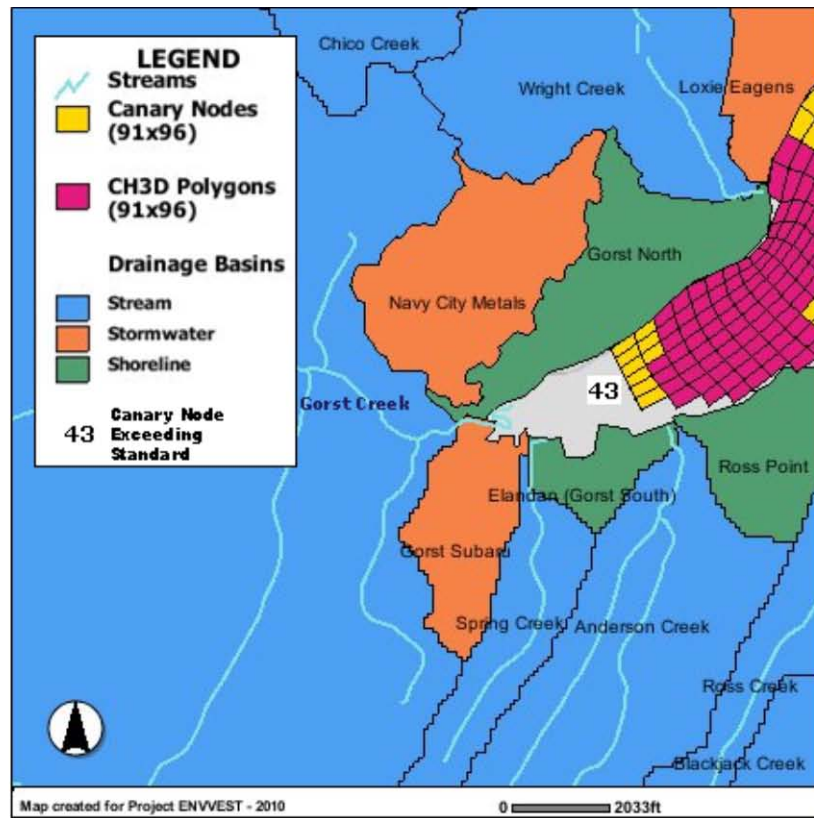 LEGEND
Streams
Canary Nodes
(91x96)
CH3D Polygons
(91x96)
Drainage Basins
Stream
Stormwater
Shoreline
43
Canary Node
Exceeding
Standard
Chico Creek
Wright Creek
Loxie Eagens
Gorst North
Navy City Metals
Gorst Creek
43
Ross Point
Elandan (Gorst South)
Gorst Subaru
Spring Creek
Anderson Creek
Ross Creek
Blackjack Creek
Map created for Project ENVVEST - 2010
0
2033ft